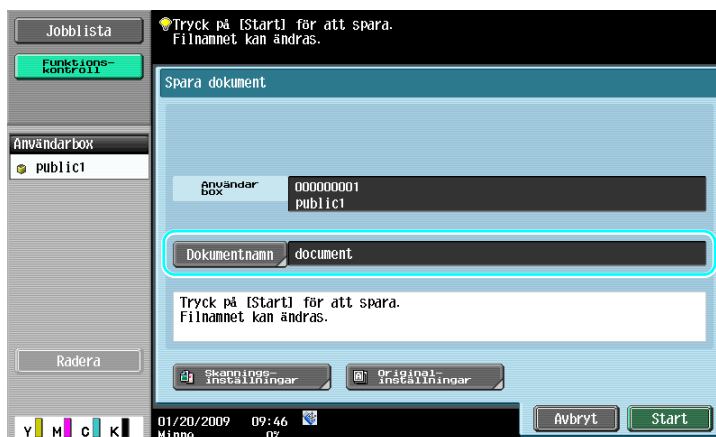 Jobblista
Funktions-
kontroll
Användarbox
public1
Radera
Y M C K
Tryck på [Start] för att spara.
Filnamnet kan ändras.
Spara dokument
Användar
box
000000001
public1
Dokumentnamn
document
Tryck på [Start] för att spara.
Filnamnet kan ändras.
Skannings-
inställningar
Original-
inställningar
01/20/2009 09:46
Minne 0%
Avbryt
Start